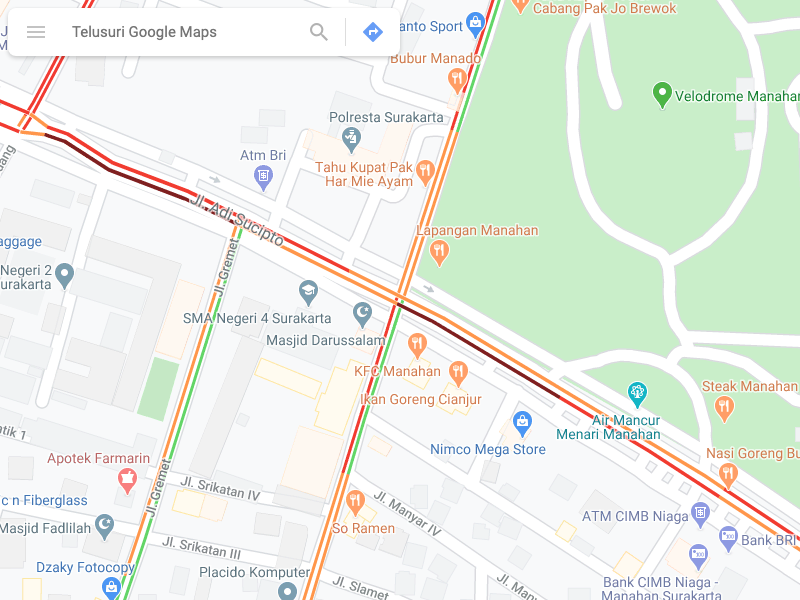 Cabang Pak Jo Brewok
Telusuri Google Maps
anto Sport
Bubur Manado
Velodrome Manahan
Polresta Surakarta
Atm Bri
Tahu Kupat Pak
Har Mie Ayam
Jl. Adi Sucipto
Lapangan Manahan
aggage
Jl. Gremet
Negeri 2
urakarta
SMA Negeri 4 Surakarta
Masjid Darussalam
KFC Manahan
Ikan Goreng Cianjur
Steak Manahan
Air Mancur
Menari Manahan
atik 1
Nimco Mega Store
Nasi Goreng Bu
Apotek Farmarin
Jl. Srikatan IV
Jl. Gremet
c n Fiberglass
Jl. Manyar IV
ATM CIMB Niaga
Masjid Fadlilah
So Ramen
Bank BRI
Jl. Srikatan III
Dzaky Fotocopy
Placido Komputer
Jl. Slamet
Jl. Man
Bank CIMB Niaga -
Manahan Surakarta